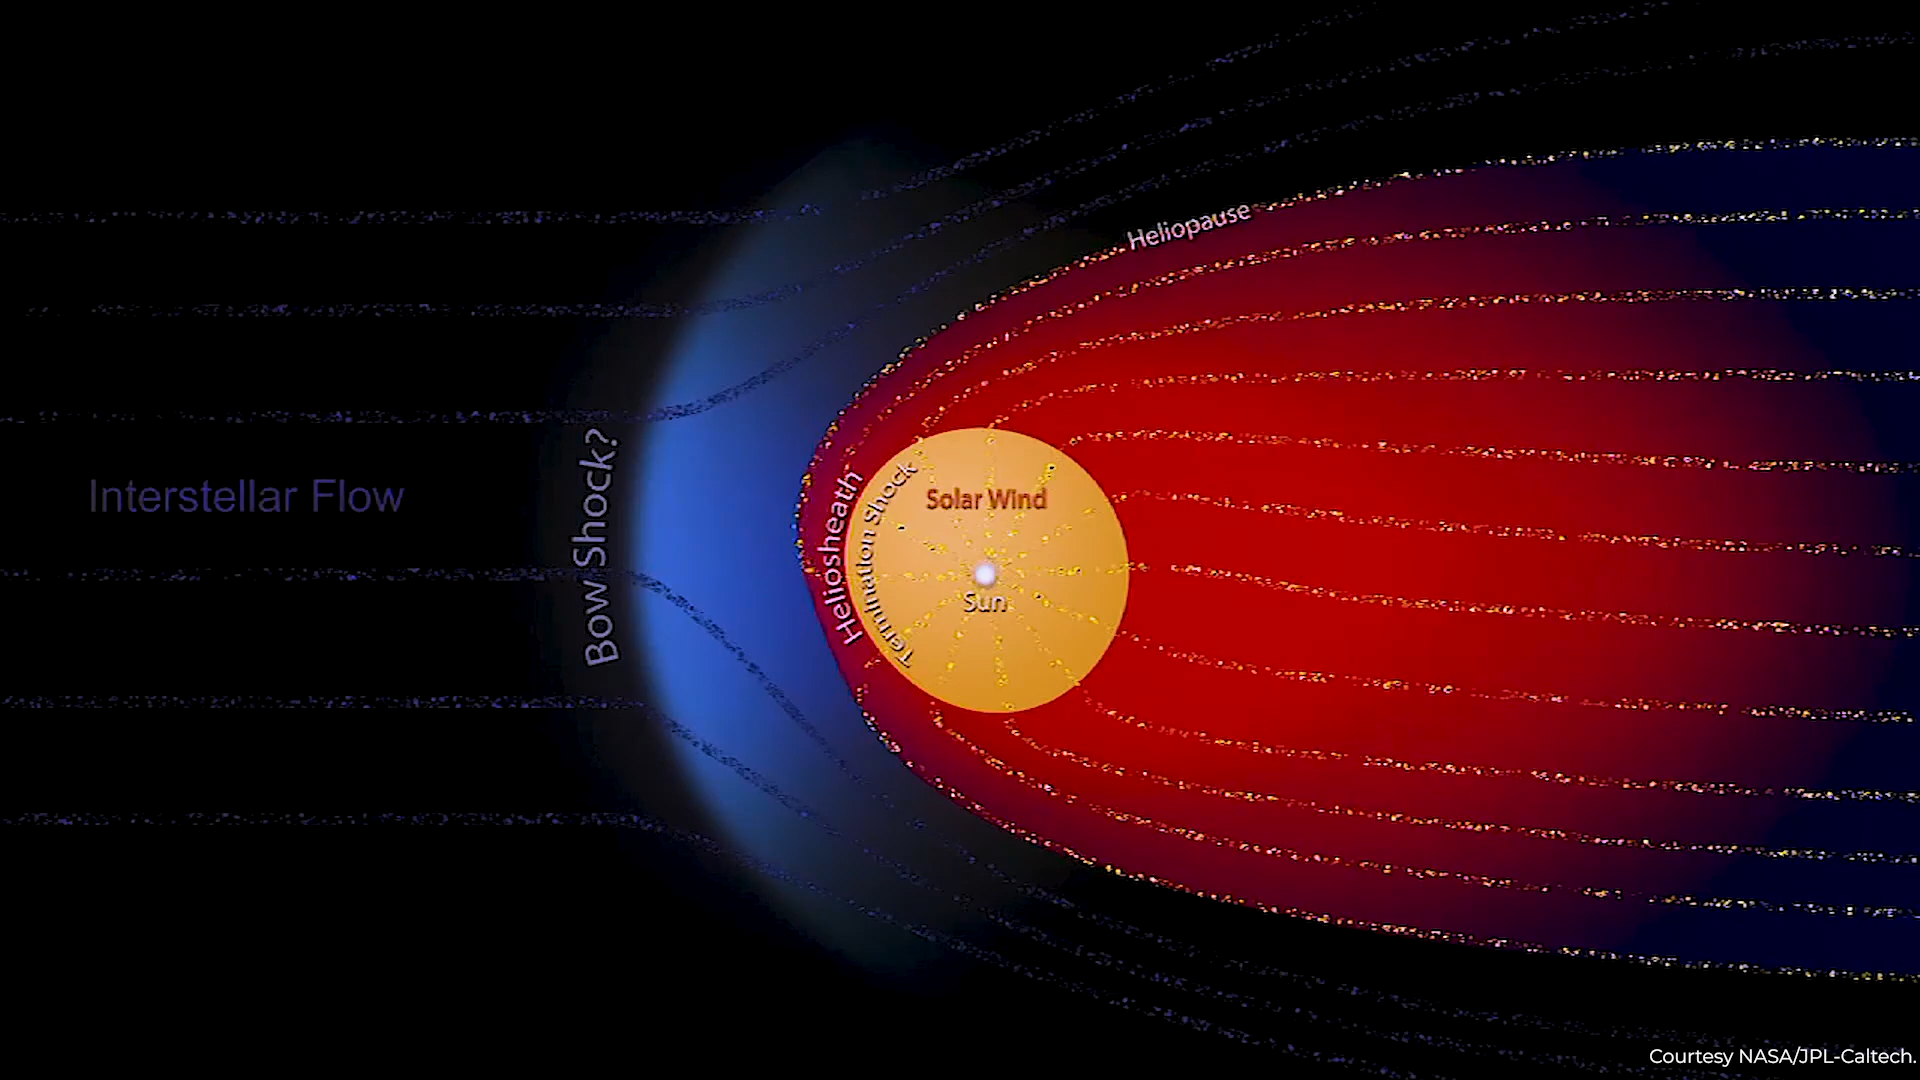 Heliopause
Interstellar Flow
Bow Shock?
Heliosheath
Termination Shock
Solar Wind
Sun
Courtesy NASA/JPL-Caltech.